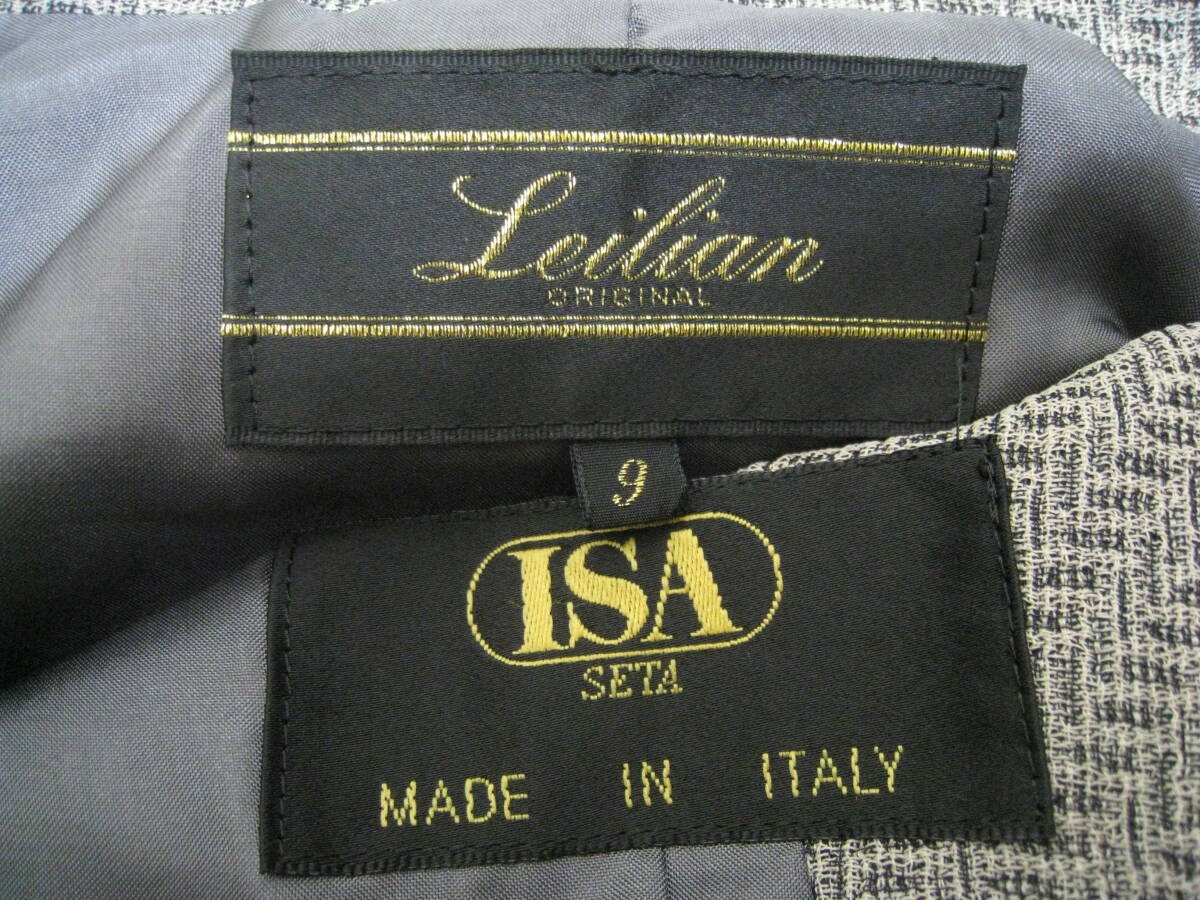 Leilian
ORIGINAL
9
ISA
SETA
MADE IN ITALY